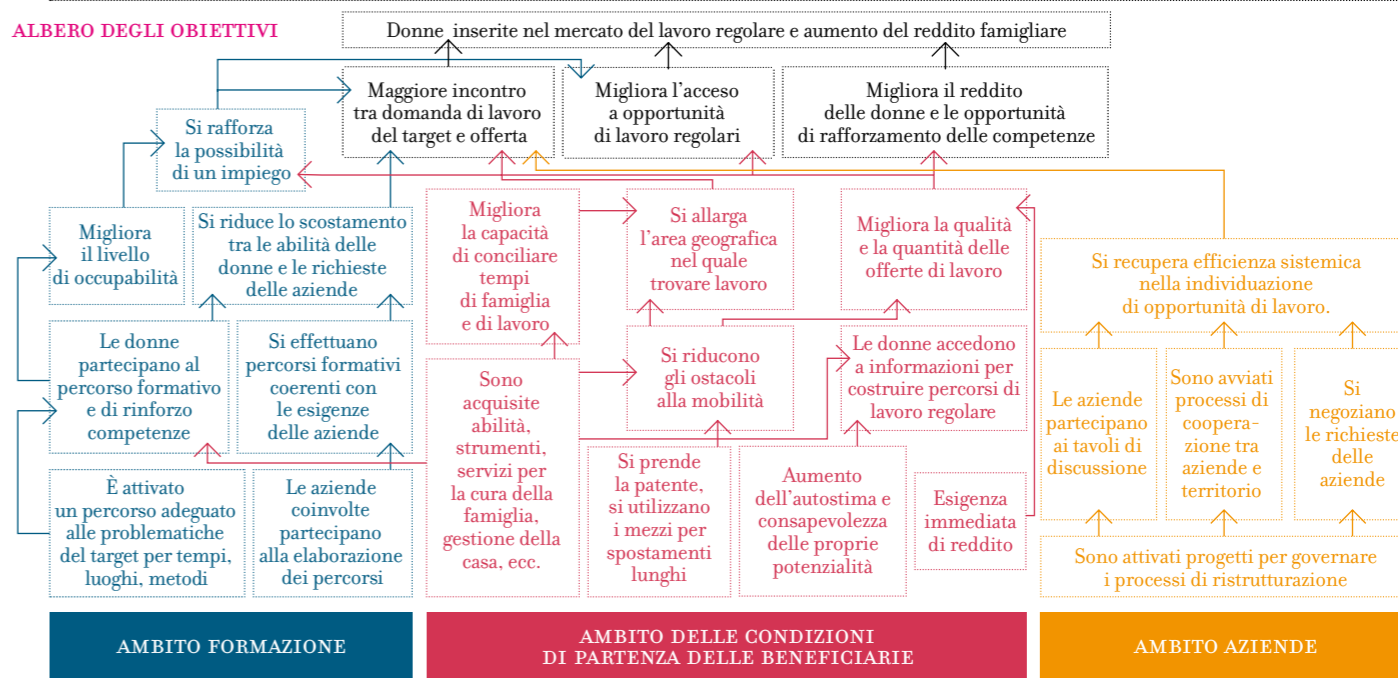 ALBERO DEGLI OBIETTIVI
Donne inserite nel mercato del lavoro regolare e aumento del reddito famigliare
Maggiore incontro
tra domanda di lavoro
del target e offerta
Migliora l'acceso
a opportunità
di lavoro regolari
Migliora il reddito
delle donne e le opportunità
di rafforzamento delle competenze
Si rafforza
la possibilità
di un impiego
Migliora
il livello
di occupabilità
Si riduce lo scostamento
tra le abilità delle
donne e le richieste
delle aziende
Migliora
la capacità
di conciliare
tempi
di famiglia
e di lavoro
Si allarga
l'area geografica
nel quale
trovare lavoro
Migliora la qualità
e la quantità delle
offerte di lavoro
Si recupera efficienza sistemica
nella individuazione
di opportunità di lavoro.
Le donne
partecipano al
percorso formativo
e di rinforzo
competenze
Si effettuano
percorsi formativi
coerenti con
le esigenze
delle aziende
Sono
acquisite
abilità,
strumenti,
servizi per
la cura della
famiglia,
gestione della
casa, ecc.
Si riducono
gli ostacoli
alla mobilità
Le donne accedono
a informazioni per
costruire percorsi di
lavoro regolare
Le aziende
partecipano
ai tavoli di
discussione
Sono avviati
processi di
coopera-
zione tra
aziende e
territorio
Si
negoziano
le richieste
delle
aziende
È attivato
un percorso adeguato
alle problematiche
del target per tempi,
luoghi, metodi
Le aziende
coinvolte
partecipano
alla elaborazione
dei percorsi
Si prende
la patente,
si utilizzano
i mezzi per
spostamenti
lunghi
Aumento
dell'autostima e
consapevolezza
delle proprie
potenzialità
Esigenza
immediata
di reddito
Sono attivati progetti per governare
i processi di ristrutturazione
AMBITO FORMAZIONE
AMBITO DELLE CONDIZIONI
DI PARTENZA DELLE BENEFICIARIE
AMBITO AZIENDE